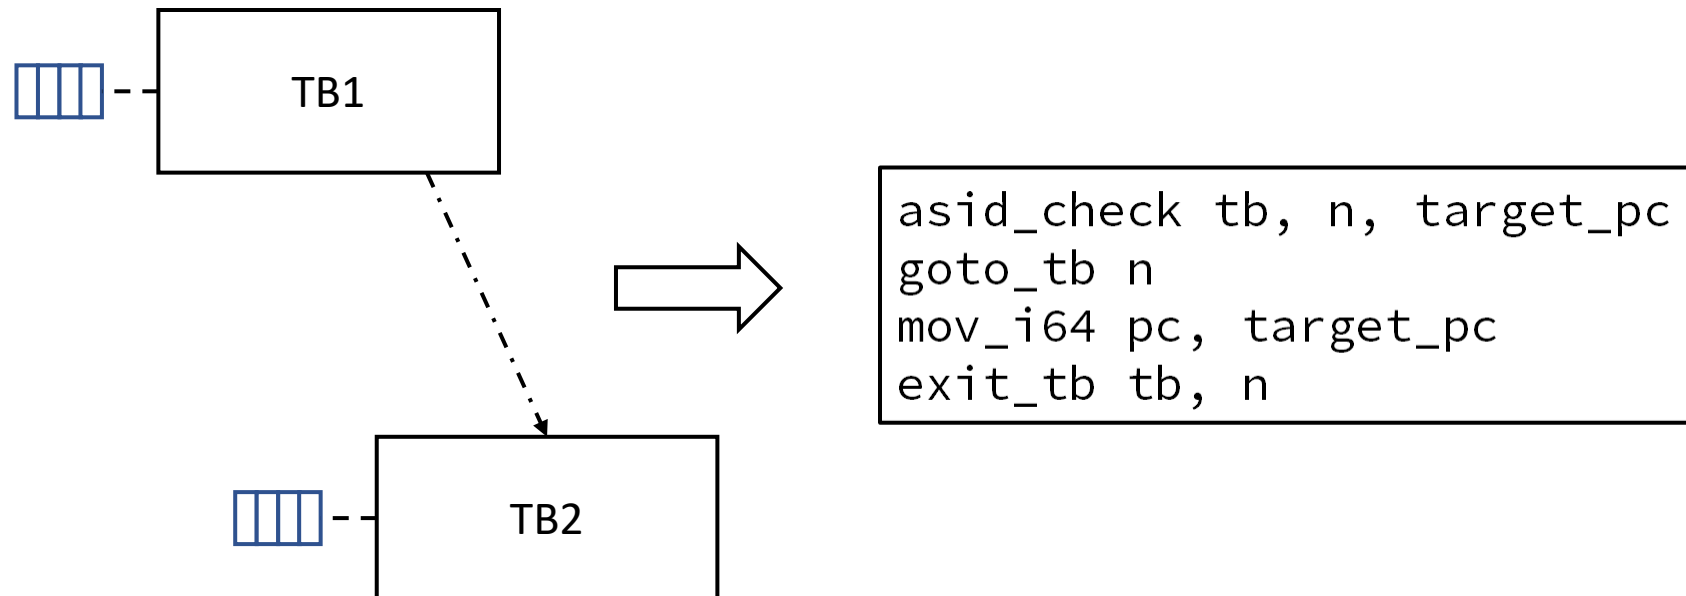 TB1
asid_check tb, n, target_pc
goto_tb n
mov_i64 pc, target_pc
exit_tb tb, n
TB2